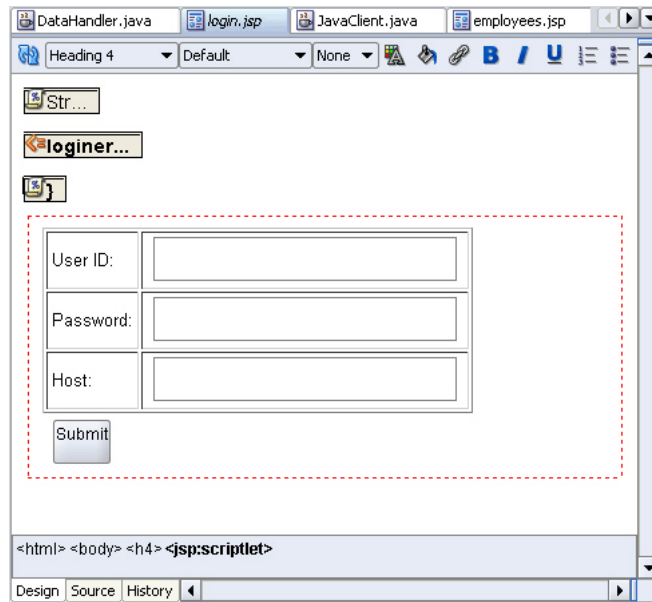 DataHandler.java login.jsp JavaClient.java employees.jsp
Heading 4 Default None B I U
Str...
loginer...
}
User ID:
Password:
Host:
Submit
<html> <body> <h4> <jsp:scriptlet>
Design Source History